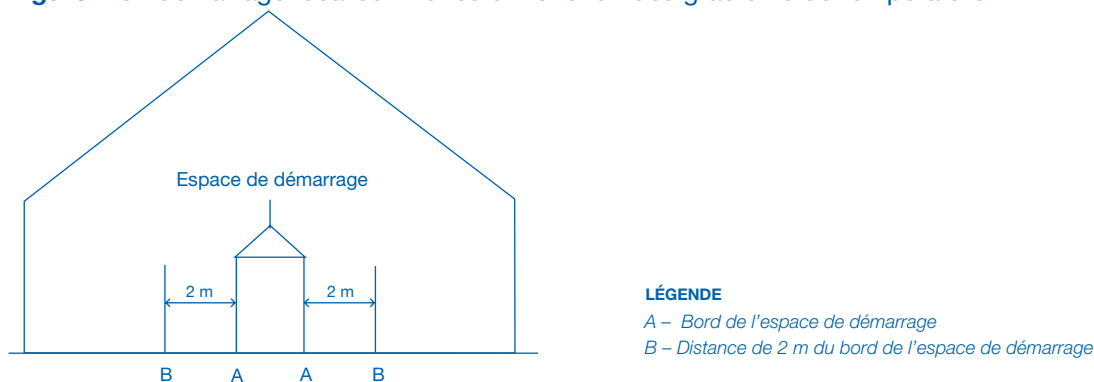 Espace de démarrage
2 m
2 m
B
A
A
B
LÉGENDE
A – Bord de l'espace de démarrage
B – Distance de 2 m du bord de l'espace de démarrage